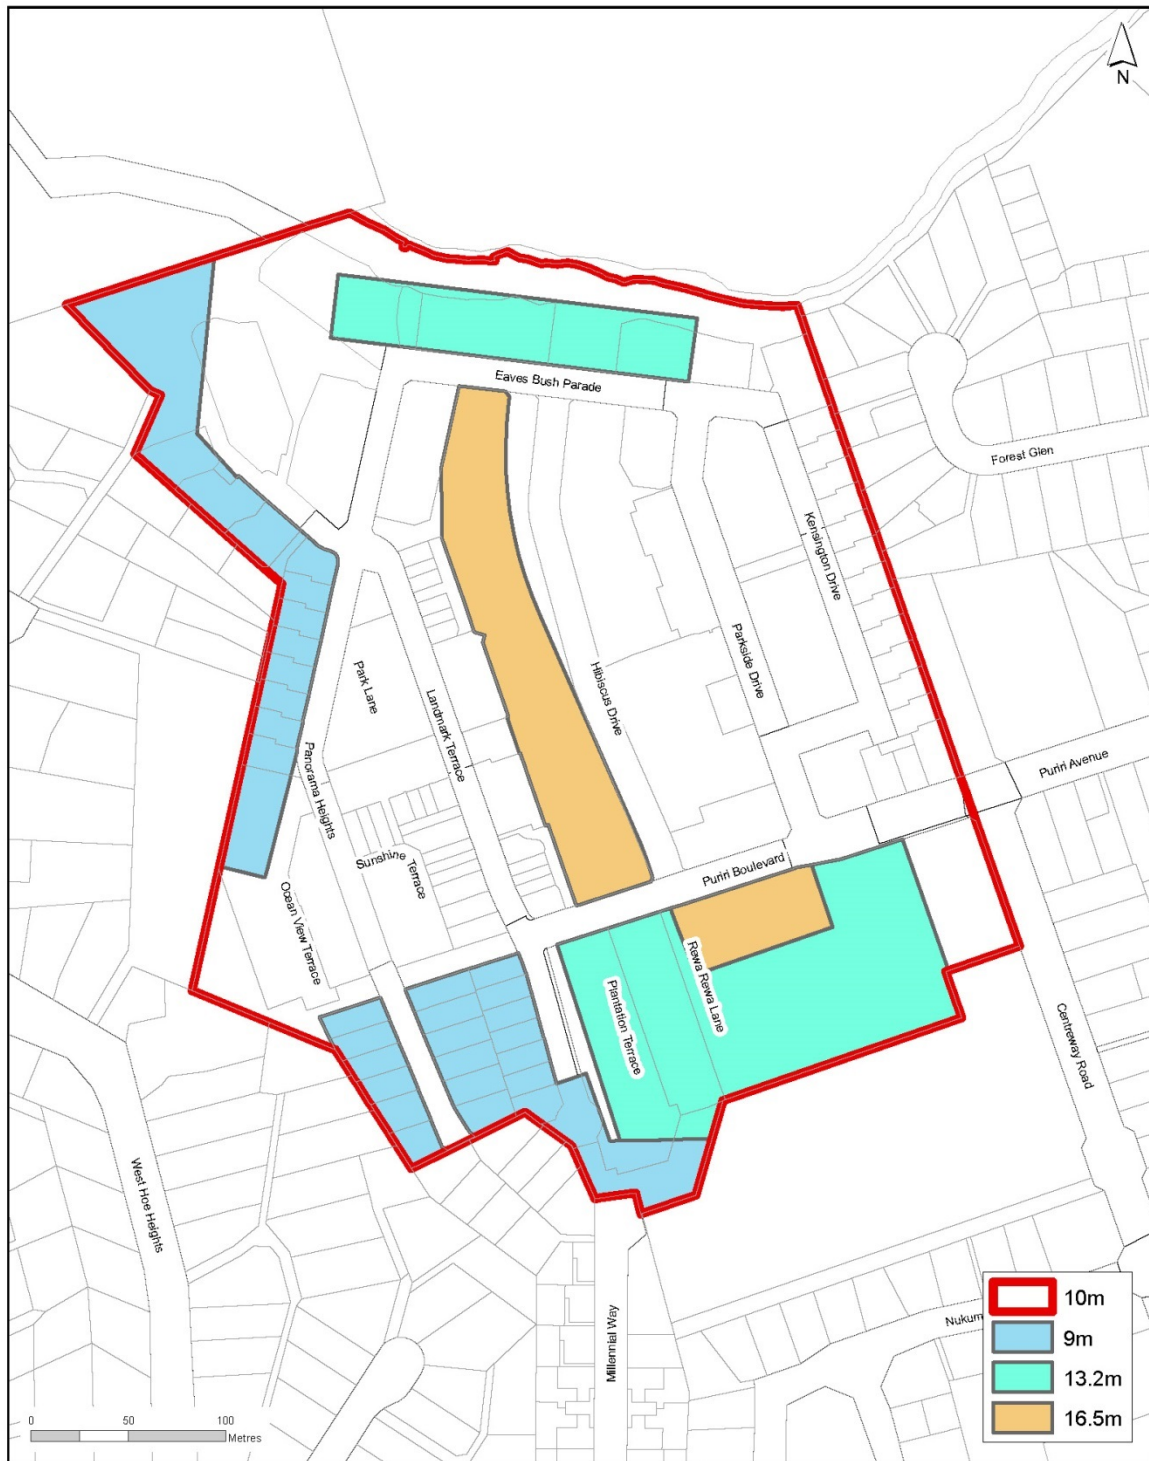 N
Eaves Bush Parade
Forest Glen
Kensington Drive
Parkside Drive
Hibiscus Drive
Park Lane
Landmark Terrace
Panorama Heights
Puriri Avenue
Sunshine Terrace
Puriri Boulevard
Ocean View Terrace
Rewa Rewa Lane
Plantation Terrace
Centreway Road
West Hoe Heights
Millennial Way
Nukum
10m
9m
13.2m
16.5m
0 50 100
Metres